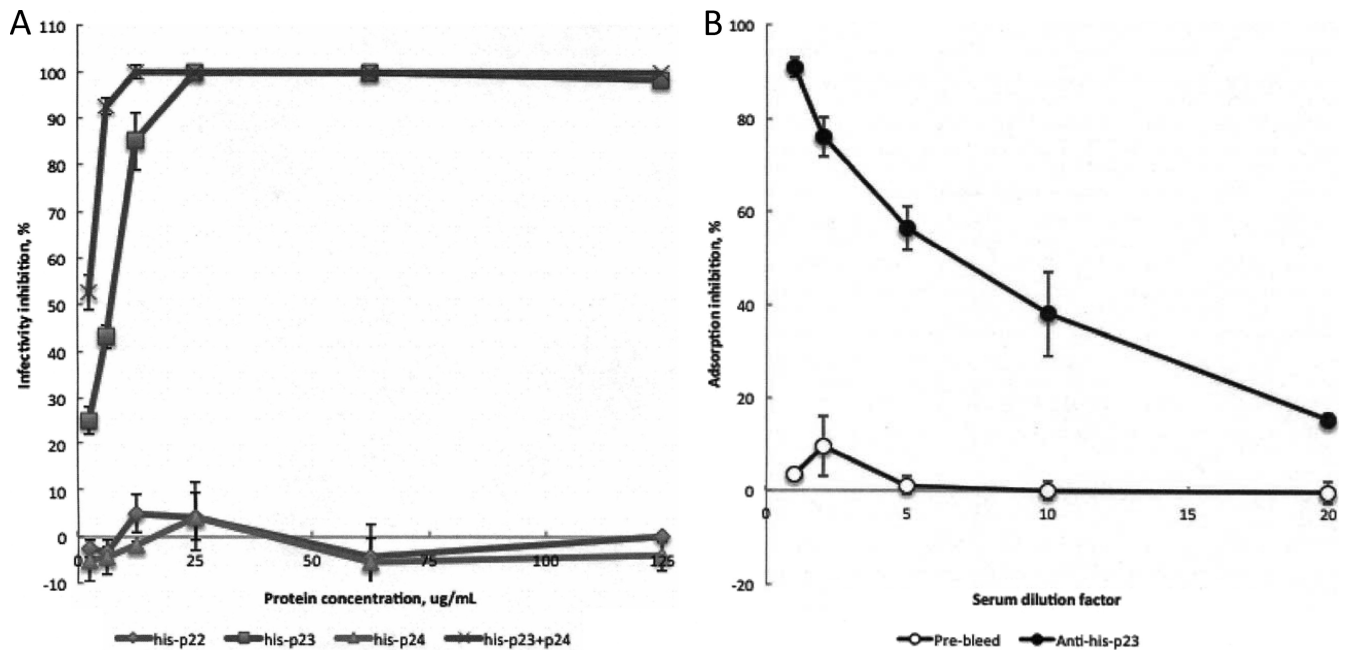 A
110
100
90
80
70
60
50
40
30
20
10
0
-10
Infectivity inhibition, %
0 25 50 75 100 125
Protein concentration, ug/mL
his-p22 his-p23 his-p24 his-p23+p24
B
100
80
60
40
20
0
-20
Adsorption inhibition, %
0 5 10 15 20
Serum dilution factor
Pre-bleed Anti-his-p23